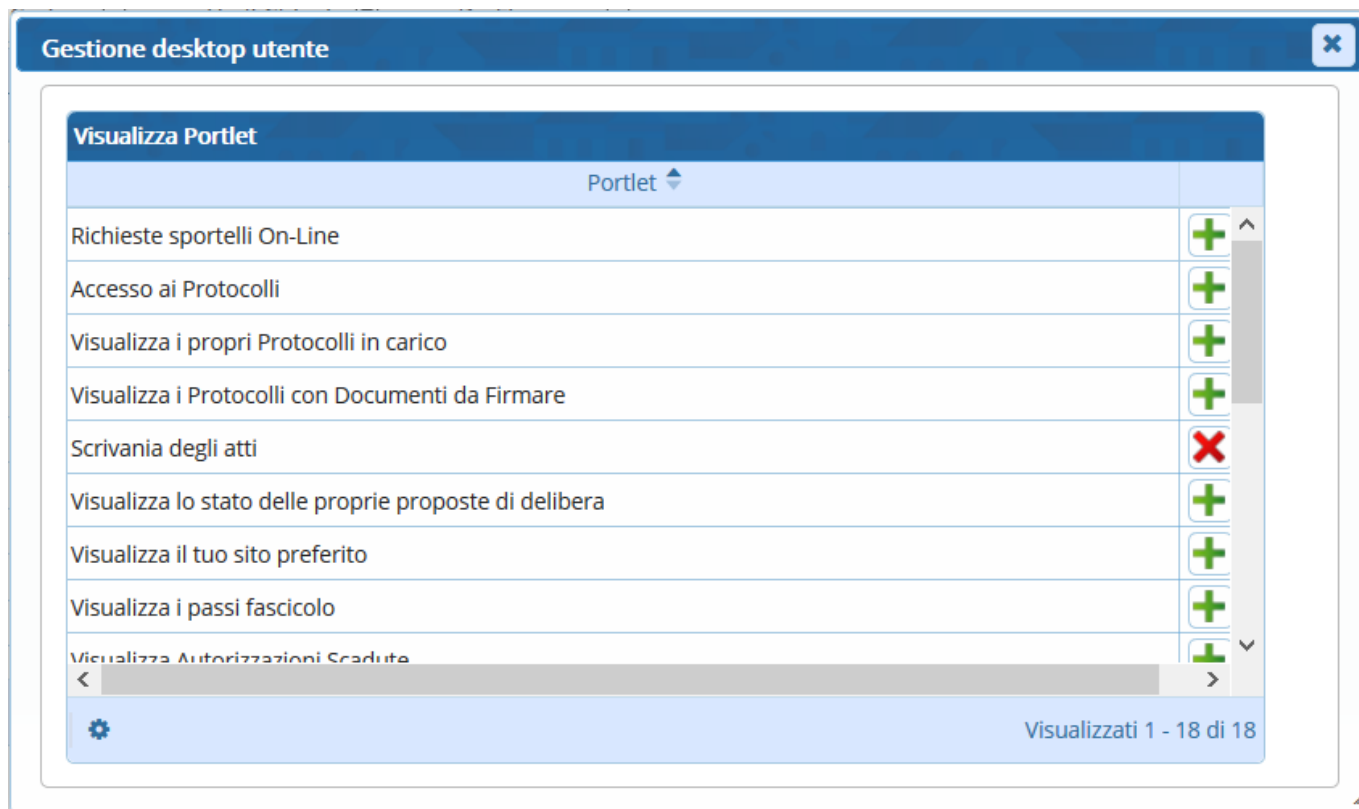 Gestione desktop utente
Visualizza Portlet
Portlet
Richieste sportelli On-Line
Accesso ai Protocolli
Visualizza i propri Protocolli in carico
Visualizza i Protocolli con Documenti da Firmare
Scrivania degli atti
Visualizza lo stato delle proprie proposte di delibera
Visualizza il tuo sito preferito
Visualizza i passi fascicolo
Visualizza Autorizzazioni Scadute
Visualizzati 1 - 18 di 18